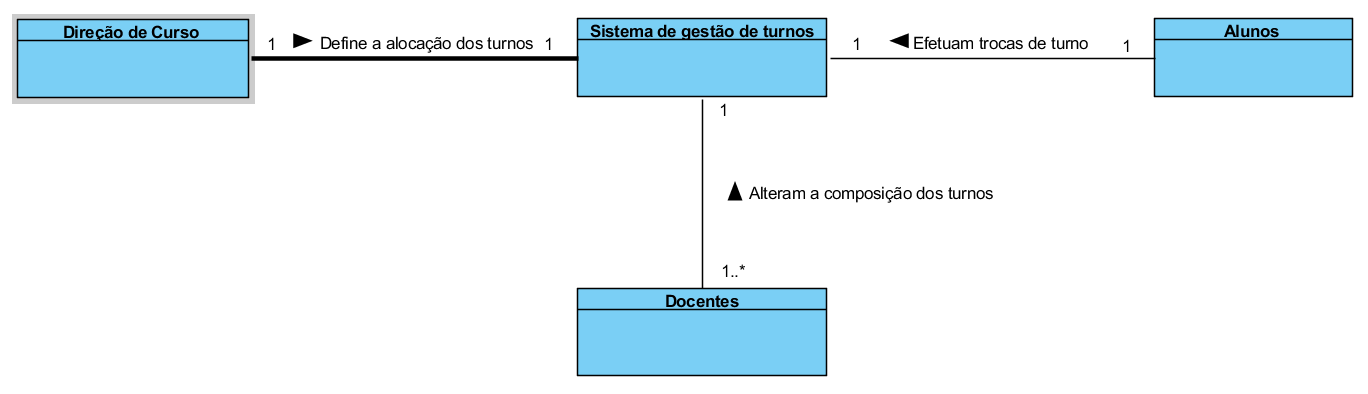 Direção de Curso
1
Define a alocação dos turnos
1
Sistema de gestão de turnos
1
Efetuam trocas de turno
1
Alunos
1
Alteram a composição dos turnos
1..*
Docentes